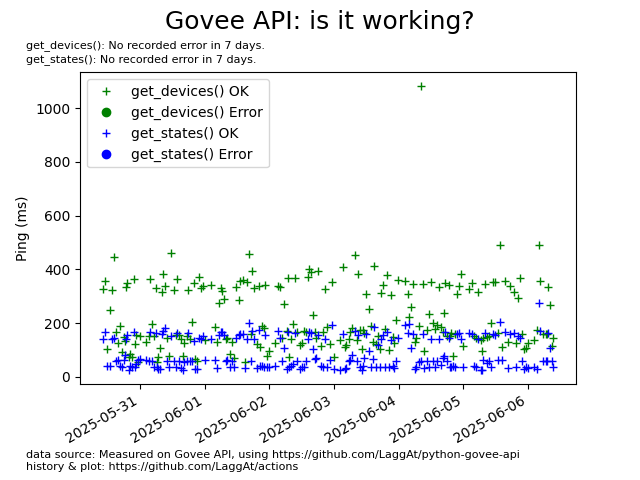 Govee API: is it working?
get_devices(): No recorded error in 7 days.
get_states(): No recorded error in 7 days.
get_devices() OK
get_devices() Error
get_states() OK
get_states() Error
Ping (ms)
1000
800
600
400
200
0
2025-05-31
2025-06-01
2025-06-02
2025-06-03
2025-06-04
2025-06-05
2025-06-06
data source: Measured on Govee API, using https://github.com/LaggAt/python-govee-api
history & plot: https://github.com/LaggAt/actions